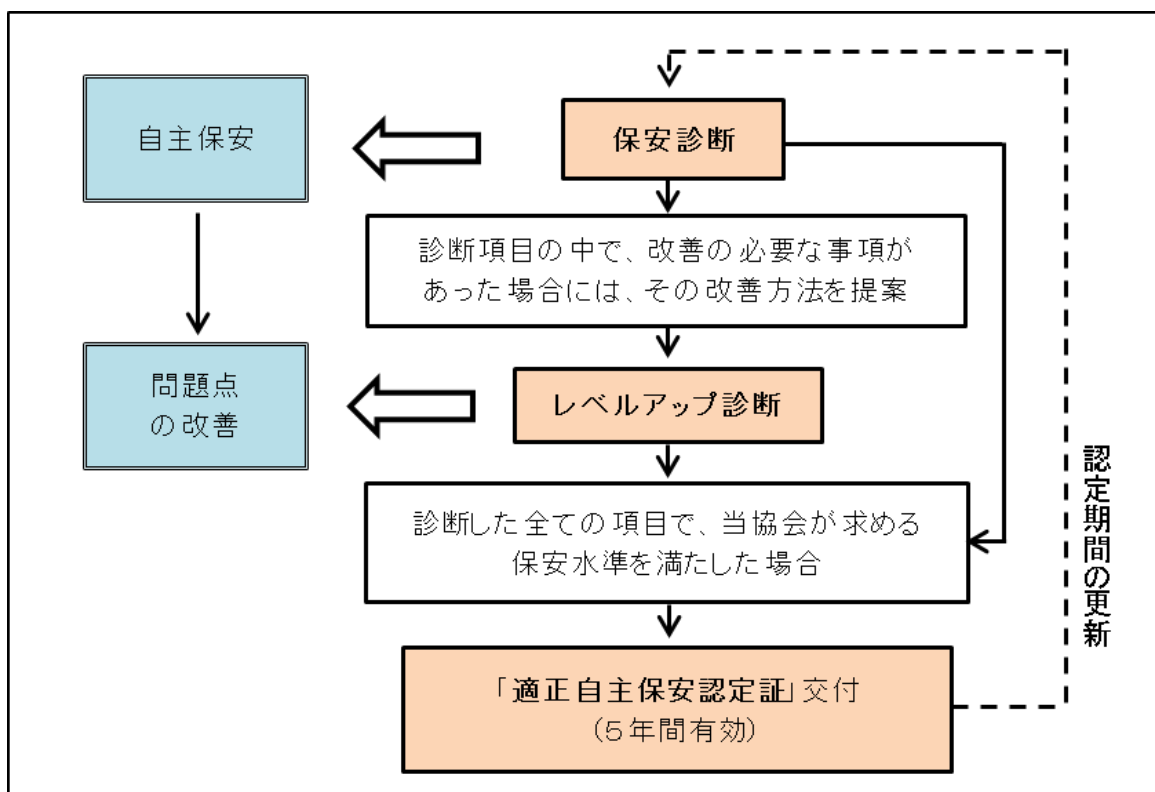 自主保安
保安診断
診断項目の中で、改善の必要な事項が
あった場合には、その改善方法を提案
問題点
の改善
レベルアップ診断
診断した全ての項目で、当協会が求める
保安水準を満たした場合
認定期間の更新
「適正自主保安認定証」交付
(５年間有効)